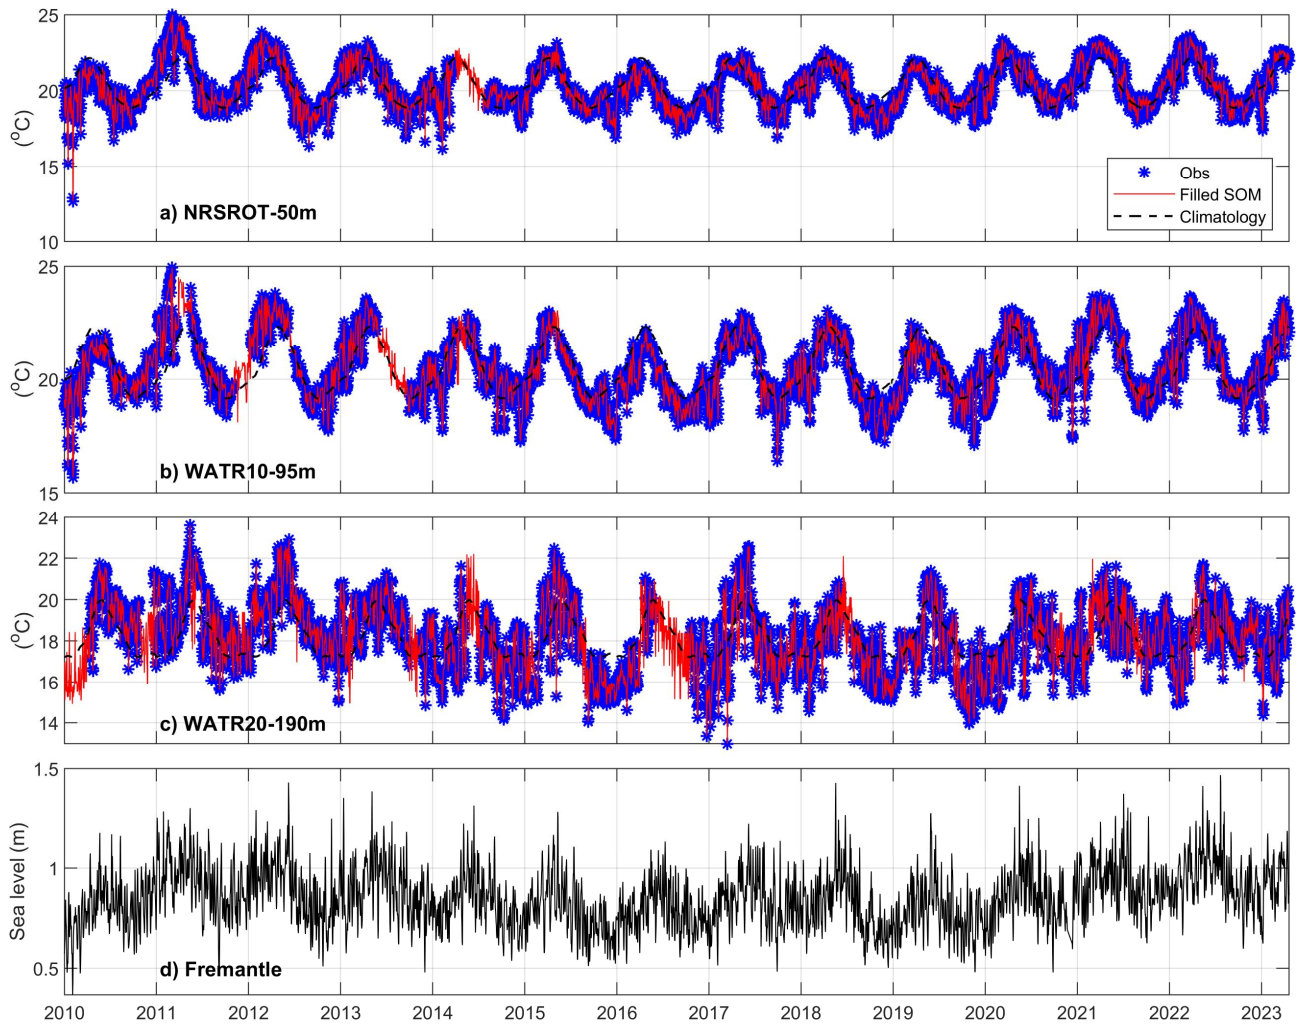 25
20
15
10
(°C)
a) NRSROT-50m
Obs
Filled SOM
Climatology
25
20
15
(°C)
b) WATR10-95m
24
22
20
18
16
14
(°C)
c) WATR20-190m
1.5
1
0.5
Sea level (m)
d) Fremantle
2010 2011 2012 2013 2014 2015 2016 2017 2018 2019 2020 2021 2022 2023